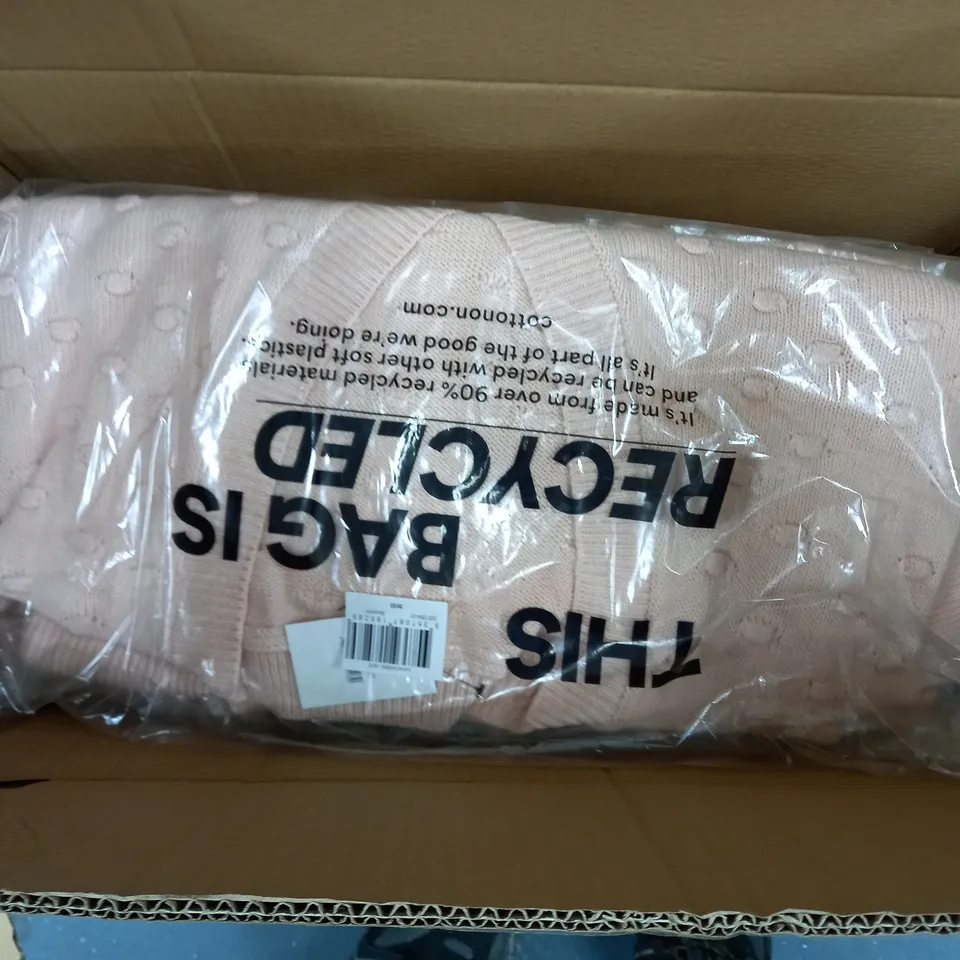 THIS
BAG IS
RECYCLED
It's made from over 90% recycled materials
and can be recycled with other soft plastics.
It's all part of the good we're doing.
cottonon.com